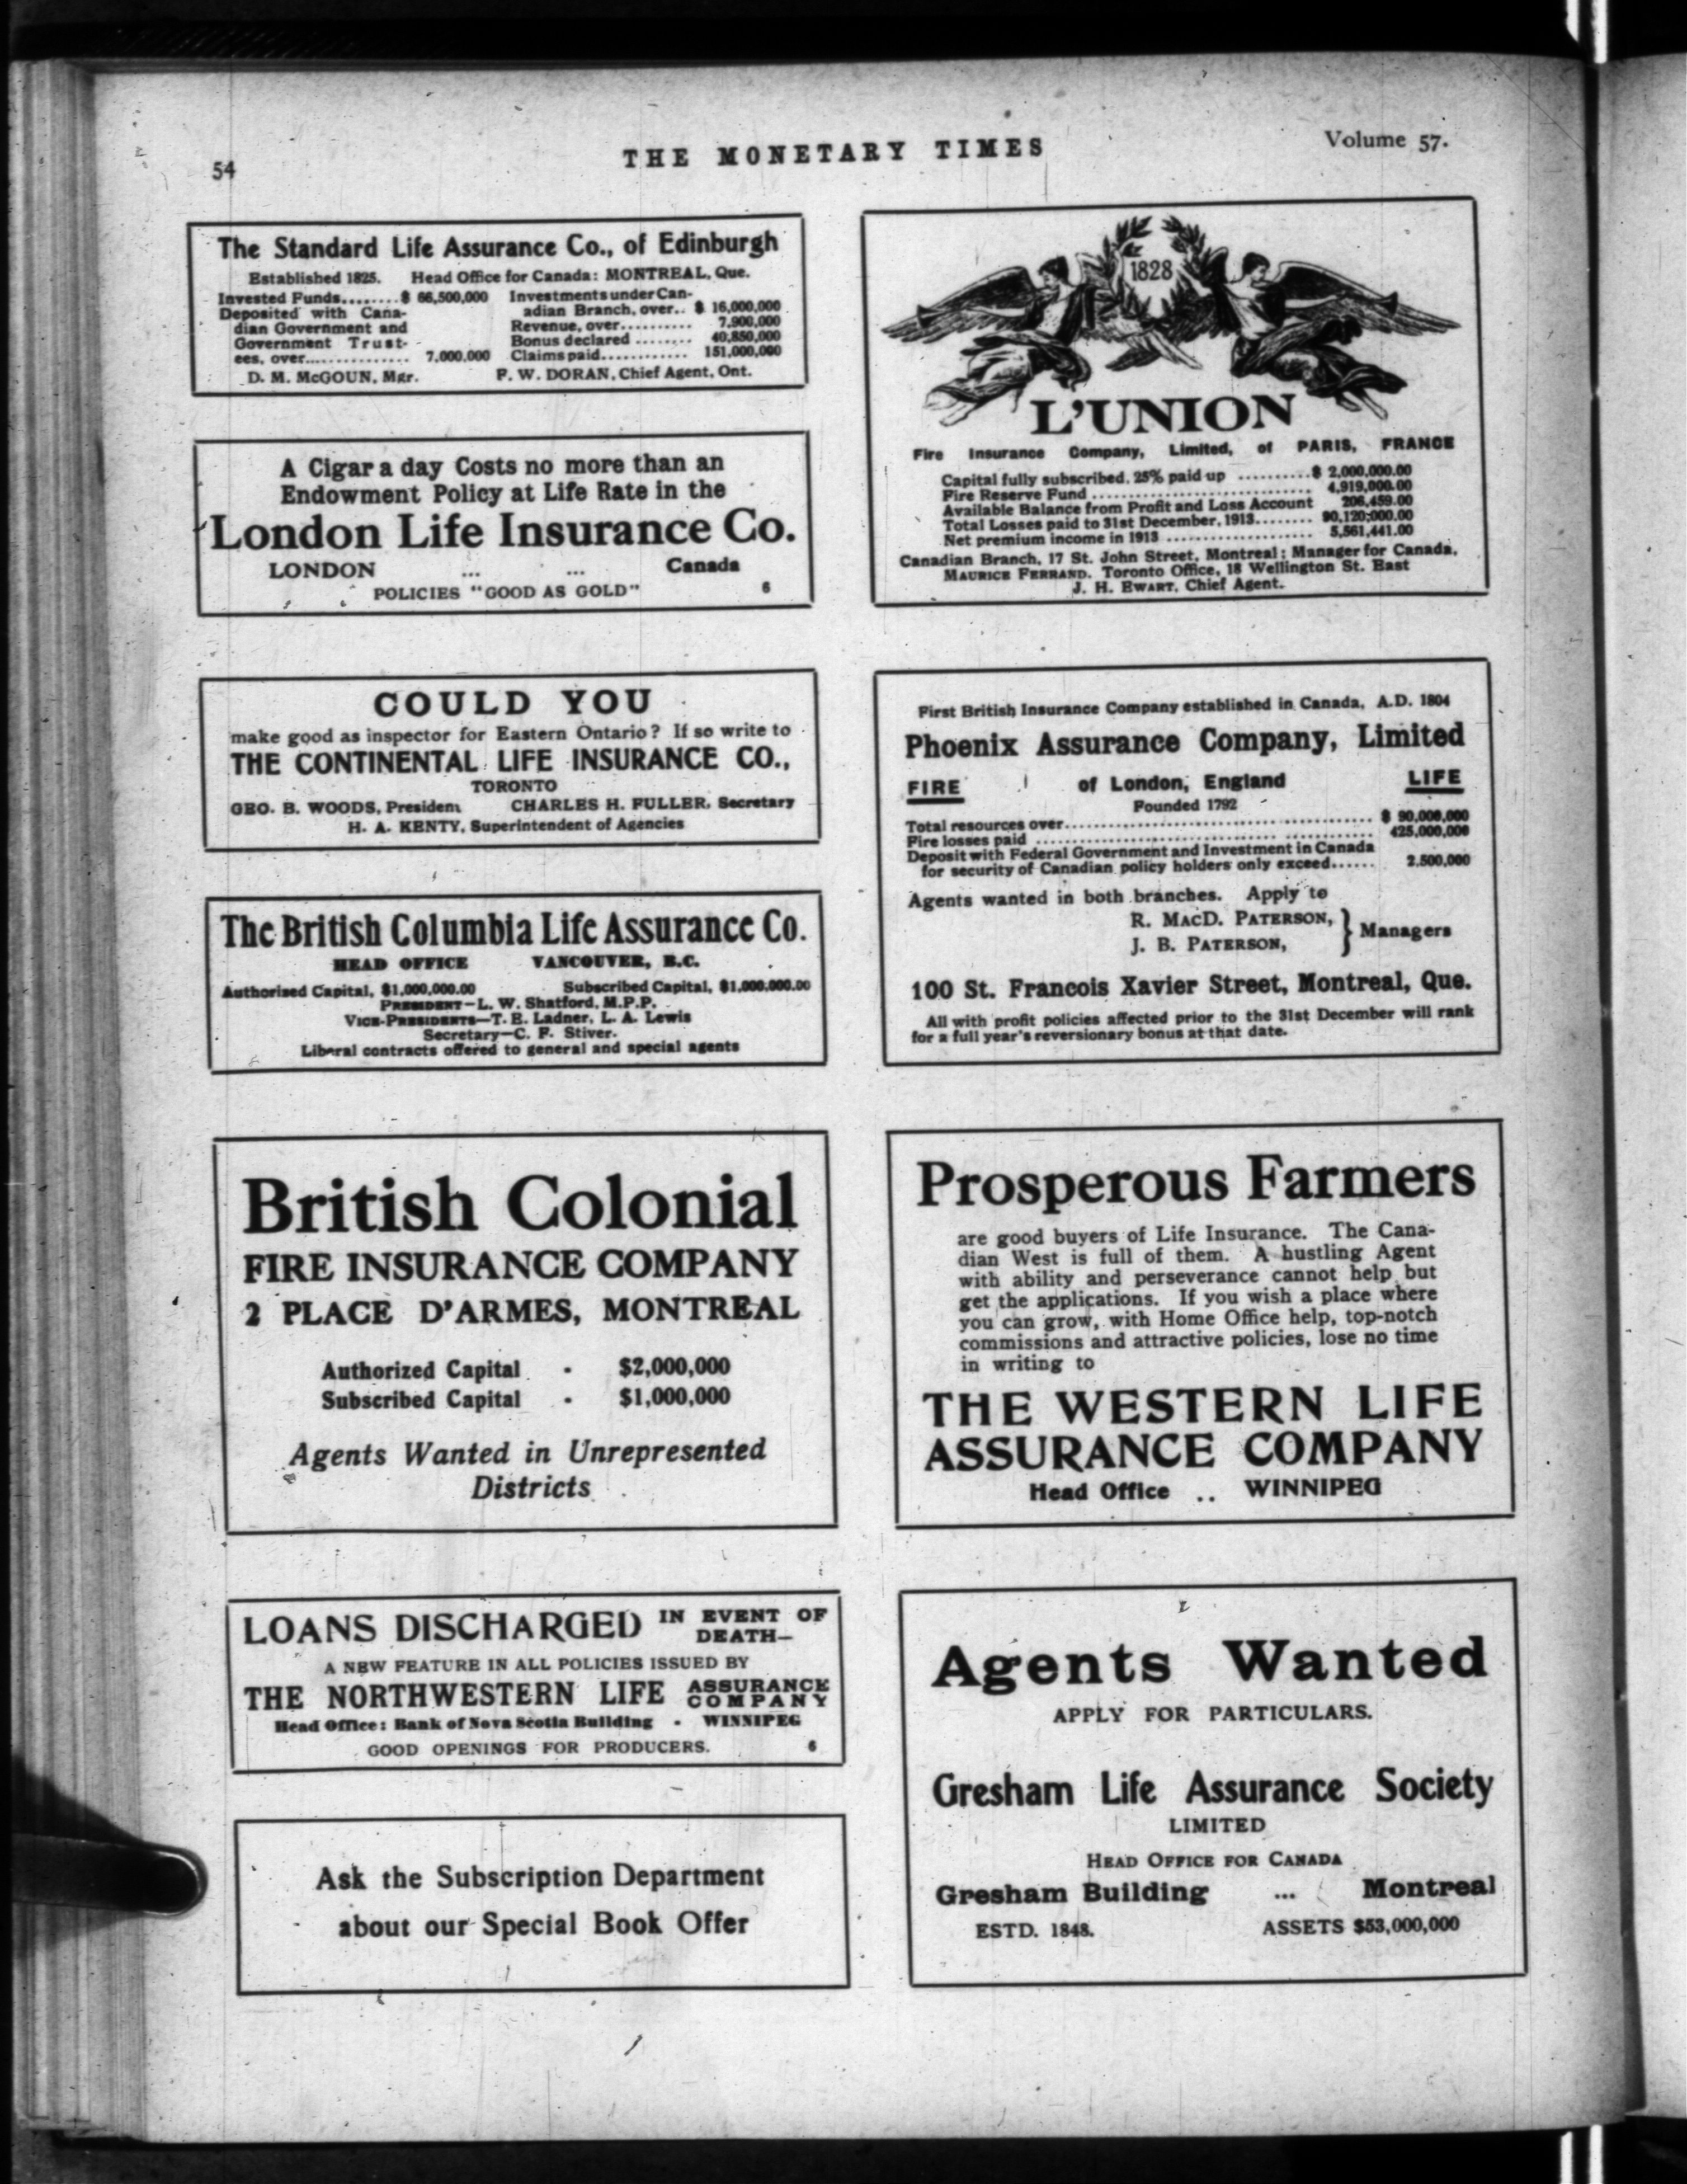 54
THE MONETARY TIMES
Volume 57.
The Standard Life Assurance Co., of Edinburgh
Established 1825. Head Office for Canada: MONTREAL, Que.
Invested Funds........$ 66,500,000
Deposited with Cana-
dian Government and
Government Trust-
ees, over.............. 7,000,000
Investments under Can-
adian Branch, over.. $ 16,000,000
Revenue, over.......... 7,900,000
Bonus declared ........ 40,850,000
Claims paid............ 151,000,000
D. M. McGOUN, Mgr. F. W. DORAN, Chief Agent, Ont.
A Cigar a day Costs no more than an
Endowment Policy at Life Rate in the
London Life Insurance Co.
LONDON ... ... Canada
POLICIES "GOOD AS GOLD" 6
COULD YOU
make good as inspector for Eastern Ontario? If so write to
THE CONTINENTAL LIFE INSURANCE CO.,
TORONTO
GEO. B. WOODS, President CHARLES H. FULLER, Secretary
H. A. KENTY, Superintendent of Agencies
The British Columbia Life Assurance Co.
HEAD OFFICE VANCOUVER, B.C.
Authorised Capital, $1,000,000.00 Subscribed Capital, $1,000,000.00
PRESIDENT—L. W. Shatford, M.P.P.
VICE-PRESIDENTS—T. E. Ladner, L. A. Lewis
Secretary—C. F. Stiver.
Liberal contracts offered to general and special agents
British Colonial
FIRE INSURANCE COMPANY
2 PLACE D'ARMES, MONTREAL
Authorized Capital - $2,000,000
Subscribed Capital - $1,000,000
Agents Wanted in Unrepresented
Districts
LOANS DISCHARGED IN EVENT OF
DEATH—
A NEW FEATURE IN ALL POLICIES ISSUED BY
THE NORTHWESTERN LIFE ASSURANCE
COMPANY
Head Office: Bank of Nova Scotia Building - WINNIPEG
GOOD OPENINGS FOR PRODUCERS. 6
Ask the Subscription Department
about our Special Book Offer
1828
L'UNION
Fire Insurance Company, Limited, of PARIS, FRANCE
Capital fully subscribed, 25% paid up ..........$ 2,000,000.00
Fire Reserve Fund .............................. 4,919,000.00
Available Balance from Profit and Loss Account 206,459.00
Total Losses paid to 31st December, 1913........ 90,120,000.00
Net premium income in 1913 .................... 5,561,441.00
Canadian Branch, 17 St. John Street, Montreal; Manager for Canada,
MAURICE FERRAND. Toronto Office, 18 Wellington St. East
J. H. EWART, Chief Agent.
First British Insurance Company established in Canada, A.D. 1804
Phoenix Assurance Company, Limited
FIRE of London, England LIFE
Founded 1792
Total resources over.......................................... $ 90,000,000
Fire losses paid ............................................. 425,000,000
Deposit with Federal Government and Investment in Canada
for security of Canadian policy holders only exceed...... 2,500,000
Agents wanted in both branches. Apply to
R. MACD. PATERSON, } Managers
J. B. PATERSON,
100 St. Francois Xavier Street, Montreal, Que.
All with profit policies affected prior to the 31st December will rank
for a full year's reversionary bonus at that date.
Prosperous Farmers
are good buyers of Life Insurance. The Cana-
dian West is full of them. A hustling Agent
with ability and perseverance cannot help but
get the applications. If you wish a place where
you can grow, with Home Office help, top-notch
commissions and attractive policies, lose no time
in writing to
THE WESTERN LIFE
ASSURANCE COMPANY
Head Office .. WINNIPEG
Agents Wanted
APPLY FOR PARTICULARS.
Gresham Life Assurance Society
LIMITED
HEAD OFFICE FOR CANADA
Gresham Building ... Montreal
ESTD. 1848. ASSETS $53,000,000